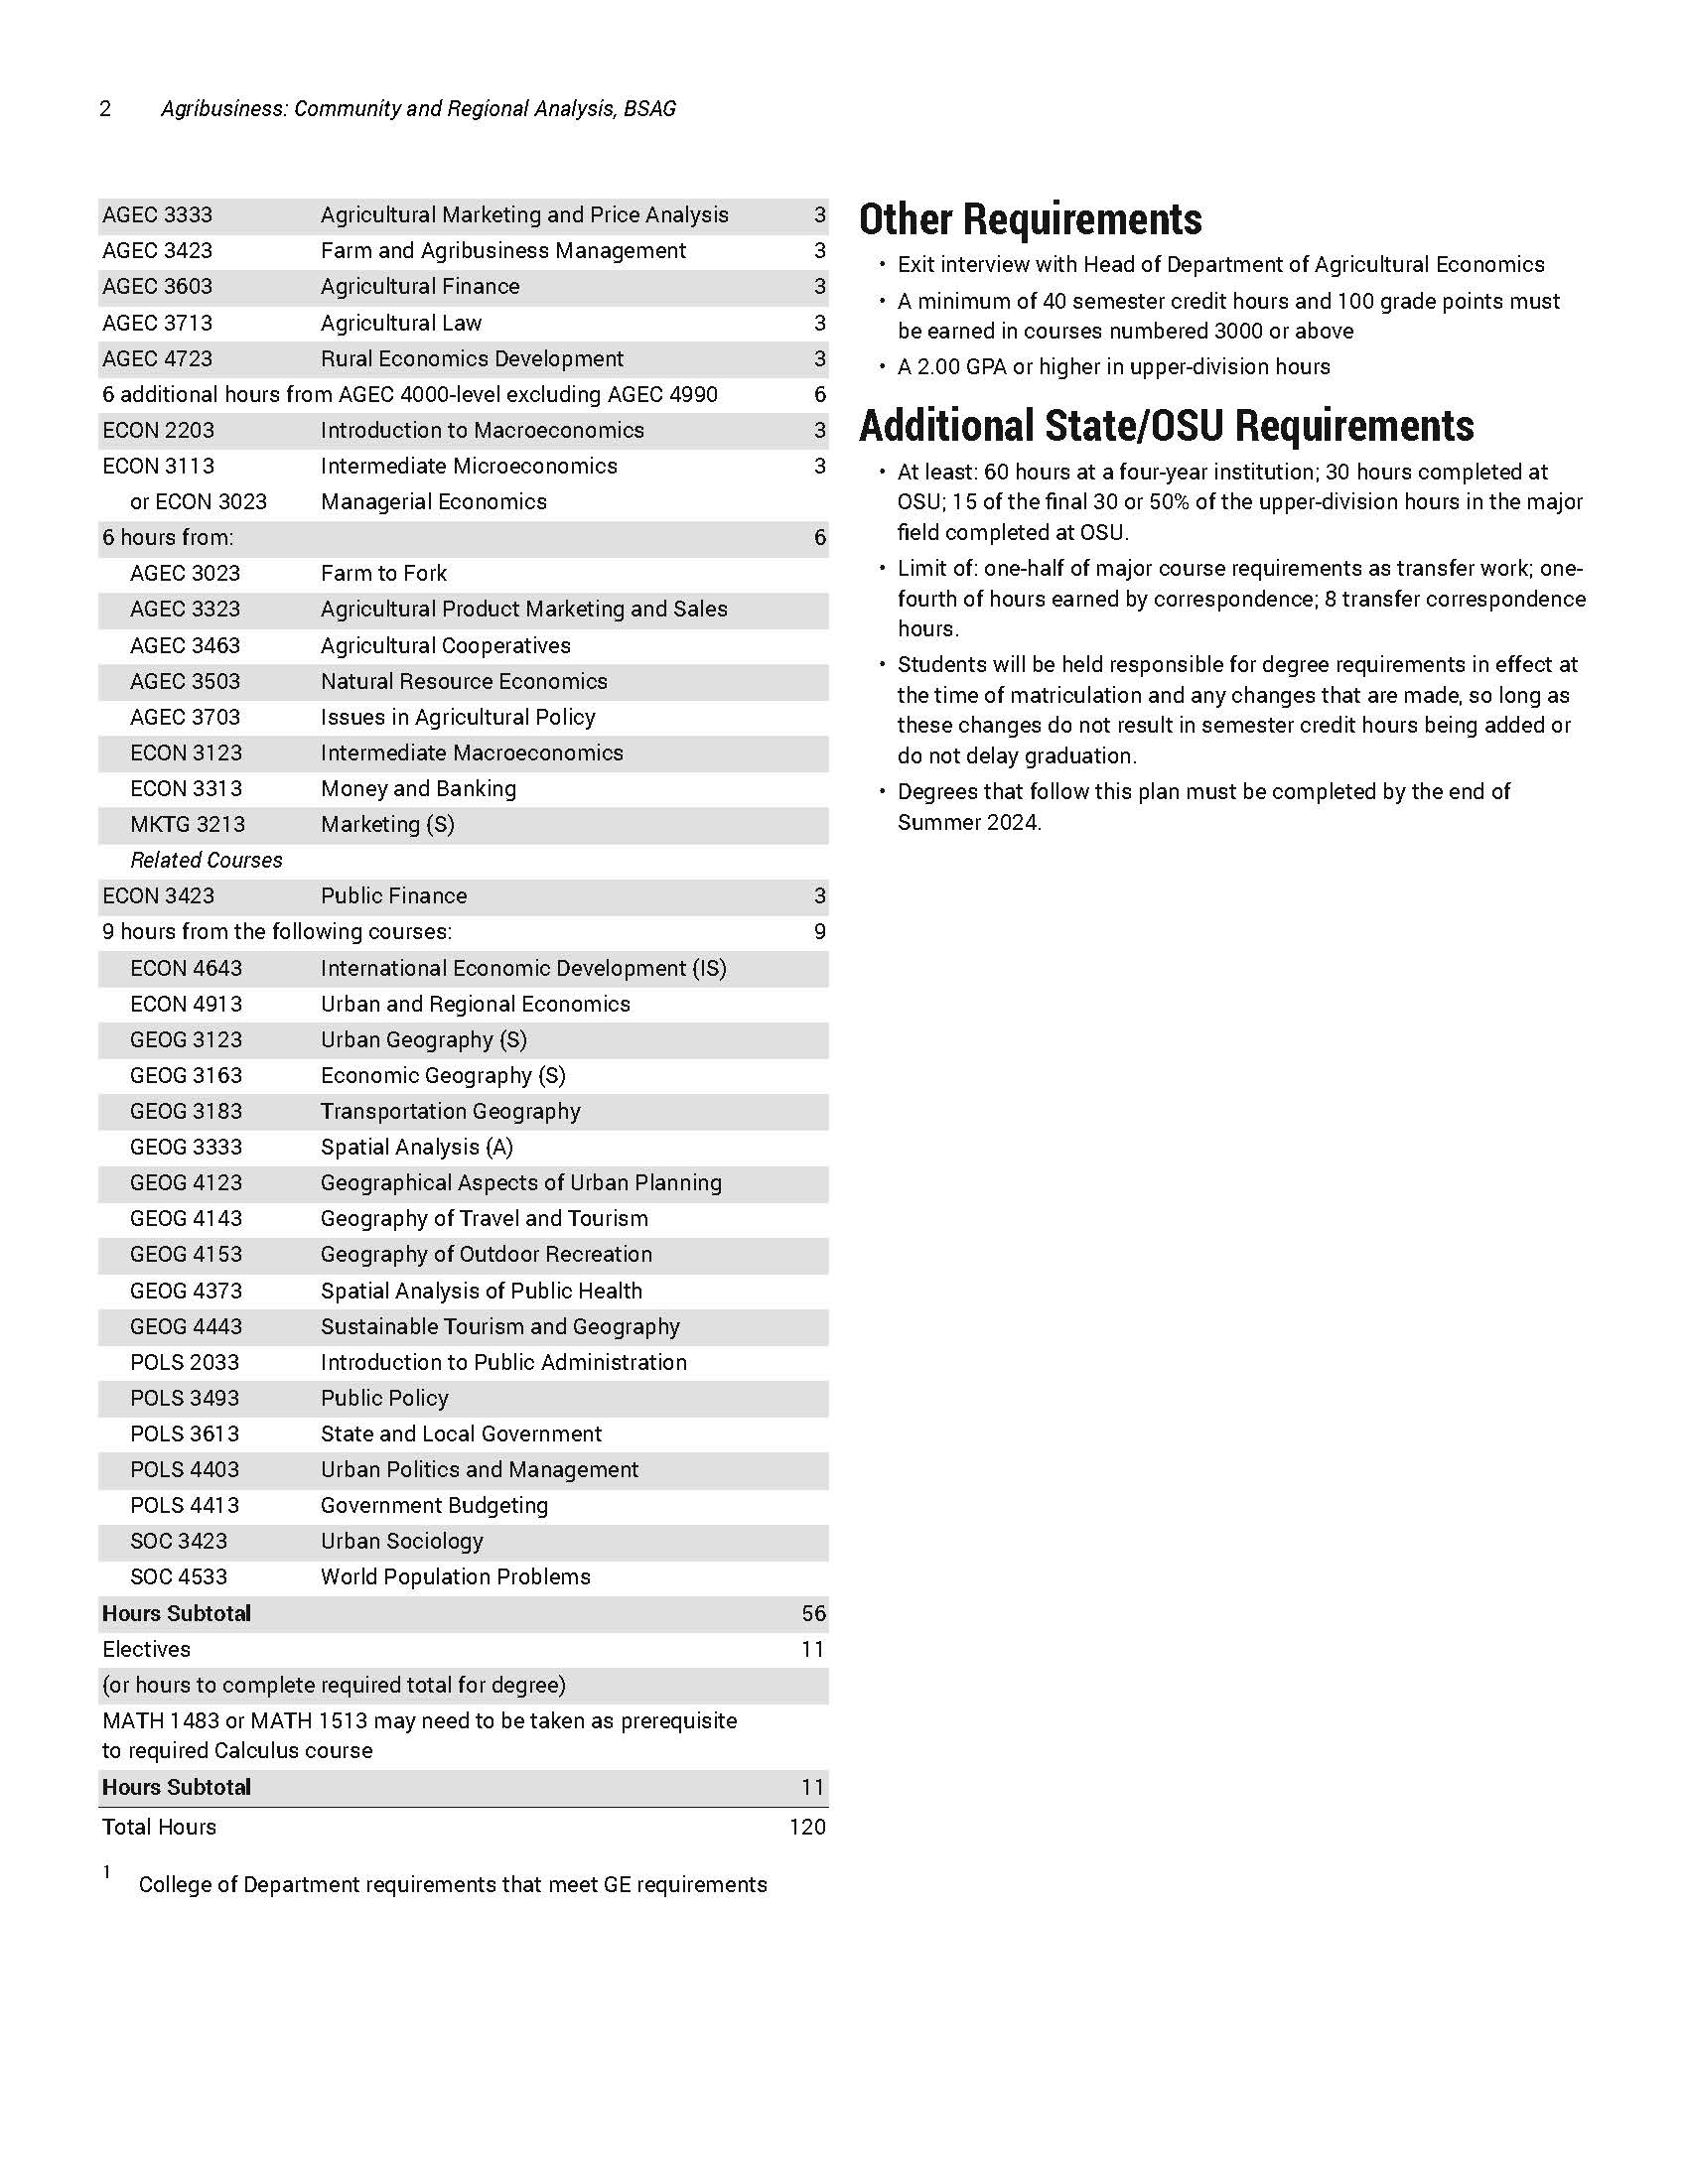 2 Agribusiness: Community and Regional Analysis, BSAG
AGEC 3333 Agricultural Marketing and Price Analysis 3
AGEC 3423 Farm and Agribusiness Management 3
AGEC 3603 Agricultural Finance 3
AGEC 3713 Agricultural Law 3
AGEC 4723 Rural Economics Development 3
6 additional hours from AGEC 4000-level excluding AGEC 4990 6
ECON 2203 Introduction to Macroeconomics 3
ECON 3113 Intermediate Microeconomics 3
or ECON 3023 Managerial Economics
6 hours from: 6
AGEC 3023 Farm to Fork
AGEC 3323 Agricultural Product Marketing and Sales
AGEC 3463 Agricultural Cooperatives
AGEC 3503 Natural Resource Economics
AGEC 3703 Issues in Agricultural Policy
ECON 3123 Intermediate Macroeconomics
ECON 3313 Money and Banking
MKTG 3213 Marketing (S)
Related Courses
ECON 3423 Public Finance 3
9 hours from the following courses: 9
ECON 4643 International Economic Development (IS)
ECON 4913 Urban and Regional Economics
GEOG 3123 Urban Geography (S)
GEOG 3163 Economic Geography (S)
GEOG 3183 Transportation Geography
GEOG 3333 Spatial Analysis (A)
GEOG 4123 Geographical Aspects of Urban Planning
GEOG 4143 Geography of Travel and Tourism
GEOG 4153 Geography of Outdoor Recreation
GEOG 4373 Spatial Analysis of Public Health
GEOG 4443 Sustainable Tourism and Geography
POLS 2033 Introduction to Public Administration
POLS 3493 Public Policy
POLS 3613 State and Local Government
POLS 4403 Urban Politics and Management
POLS 4413 Government Budgeting
SOC 3423 Urban Sociology
SOC 4533 World Population Problems
Hours Subtotal 56
Electives 11
(or hours to complete required total for degree)
MATH 1483 or MATH 1513 may need to be taken as prerequisite
to required Calculus course
Hours Subtotal 11
Total Hours 120
1 College of Department requirements that meet GE requirements
Other Requirements
• Exit interview with Head of Department of Agricultural Economics
• A minimum of 40 semester credit hours and 100 grade points must
be earned in courses numbered 3000 or above
• A 2.00 GPA or higher in upper-division hours
Additional State/OSU Requirements
• At least: 60 hours at a four-year institution; 30 hours completed at
OSU; 15 of the final 30 or 50% of the upper-division hours in the major
field completed at OSU.
• Limit of: one-half of major course requirements as transfer work; one-
fourth of hours earned by correspondence; 8 transfer correspondence
hours.
• Students will be held responsible for degree requirements in effect at
the time of matriculation and any changes that are made, so long as
these changes do not result in semester credit hours being added or
do not delay graduation.
• Degrees that follow this plan must be completed by the end of
Summer 2024.